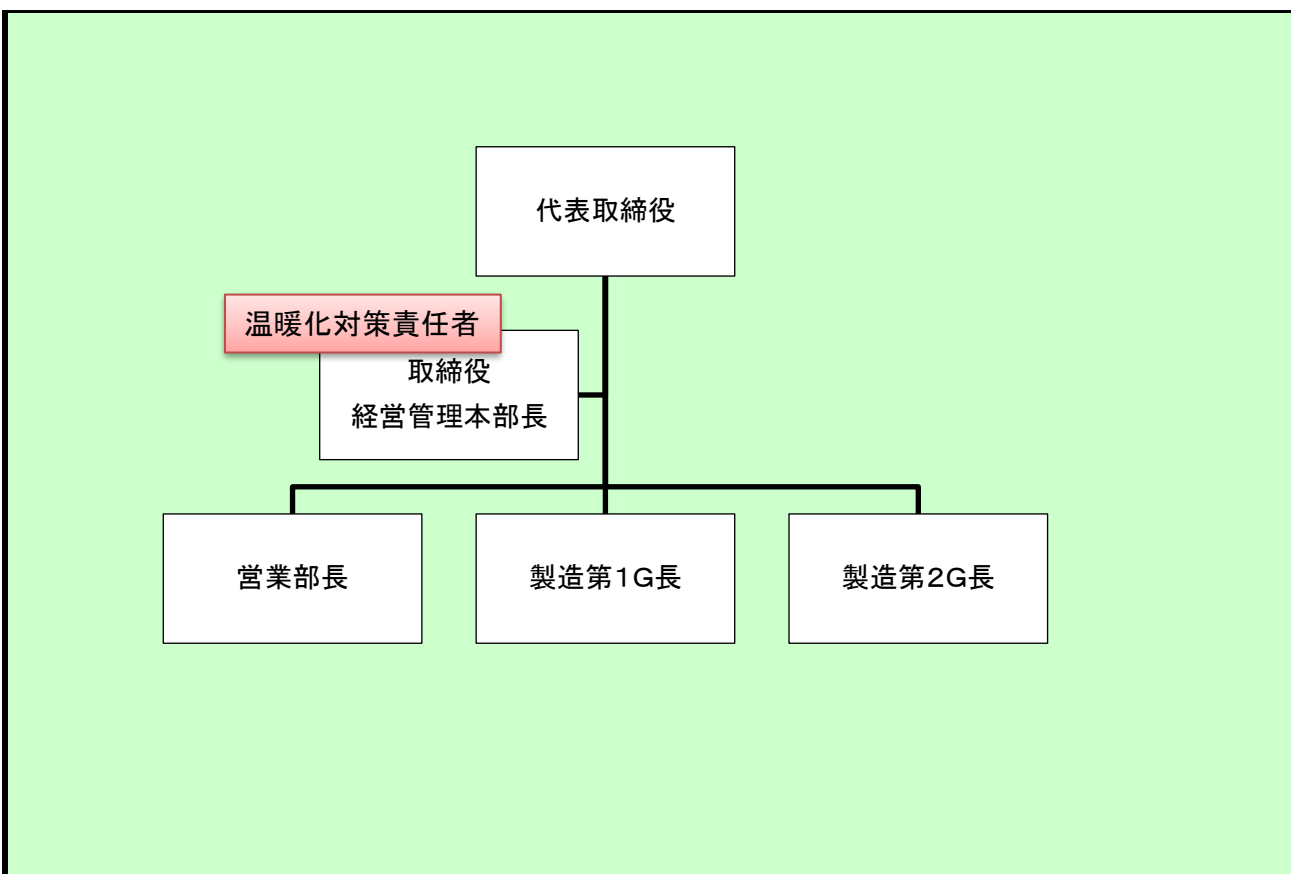 代表取締役
温暖化対策責任者
取締役
経営管理本部長
営業部長
製造第1G長
製造第2G長